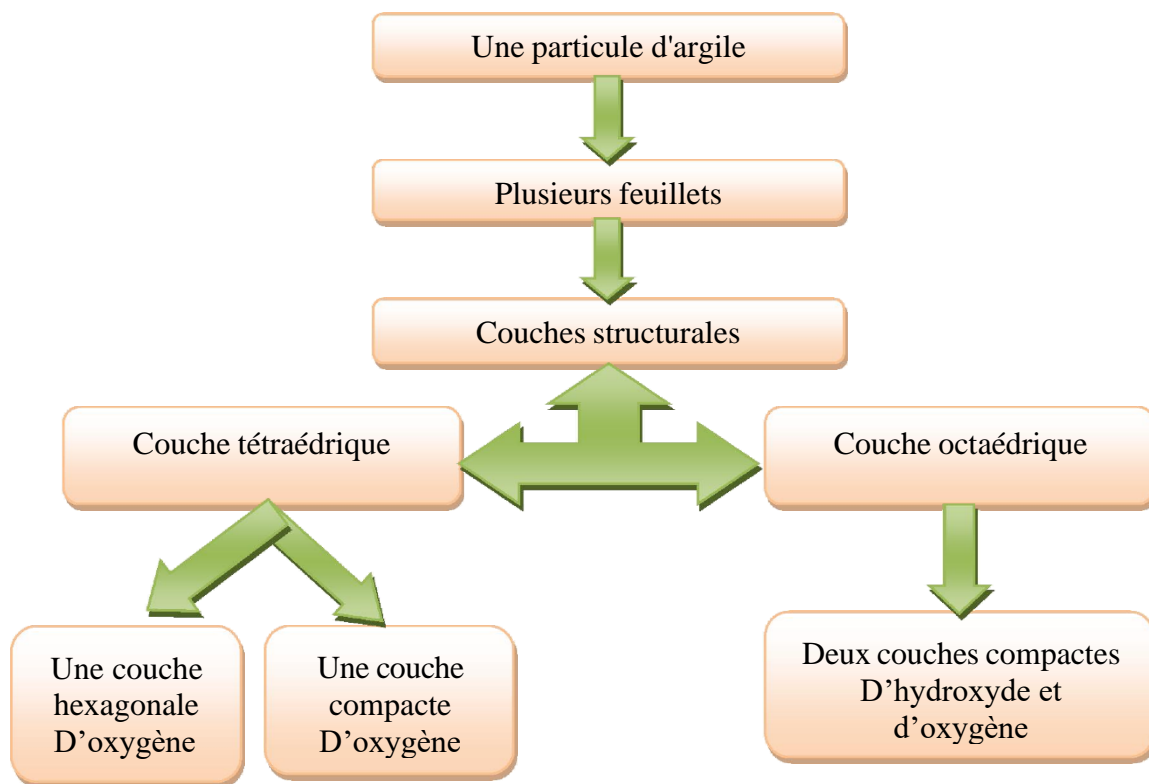 Une particule d'argile
Plusieurs feuillets
Couches structurales
Couche tétraédrique
Couche octaédrique
Une couche
hexagonale
D’oxygène
Une couche
compacte
D’oxygène
Deux couches compactes
D’hydroxyde et
d’oxygène